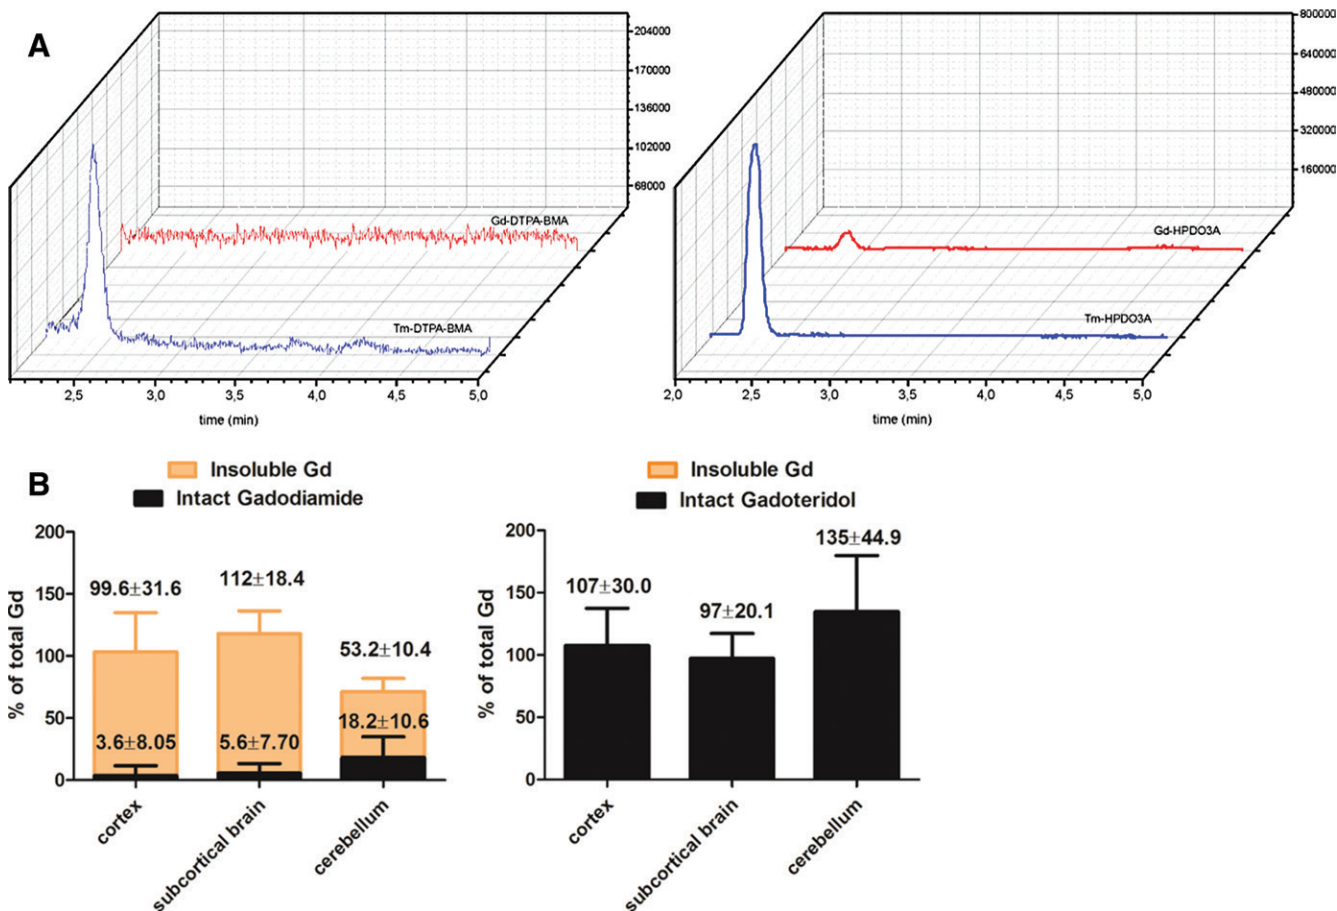 A
204000
170000
136000
102000
68000
Gd-DTPA-BMA
Tm-DTPA-BMA
2,5 3,0 3,5 4,0 4,5 5,0
time (min)
800000
640000
480000
320000
160000
Gd-HPDO3A
Tm-HPDO3A
2,0 2,5 3,0 3,5 4,0 4,5 5,0
time (min)
B
Insoluble Gd
Intact Gadodiamide
% of total Gd
200
150
100
50
0
99.6±31.6
112±18.4
53.2±10.4
3.6±8.05
5.6±7.70
18.2±10.6
cortex
subcortical brain
cerebellum
Insoluble Gd
Intact Gadoteridol
% of total Gd
200
150
100
50
0
107±30.0
97±20.1
135±44.9
cortex
subcortical brain
cerebellum